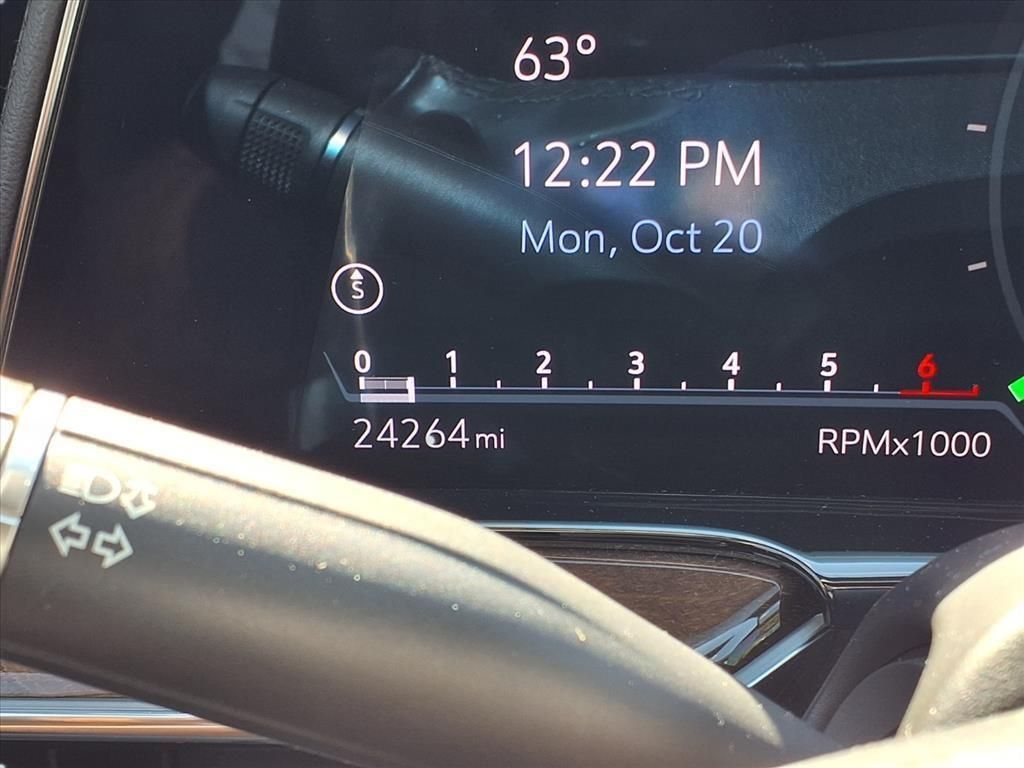 63°
12:22 PM
Mon, Oct 20
S
0 1 2 3 4 5 6
24264 mi
RPMx1000